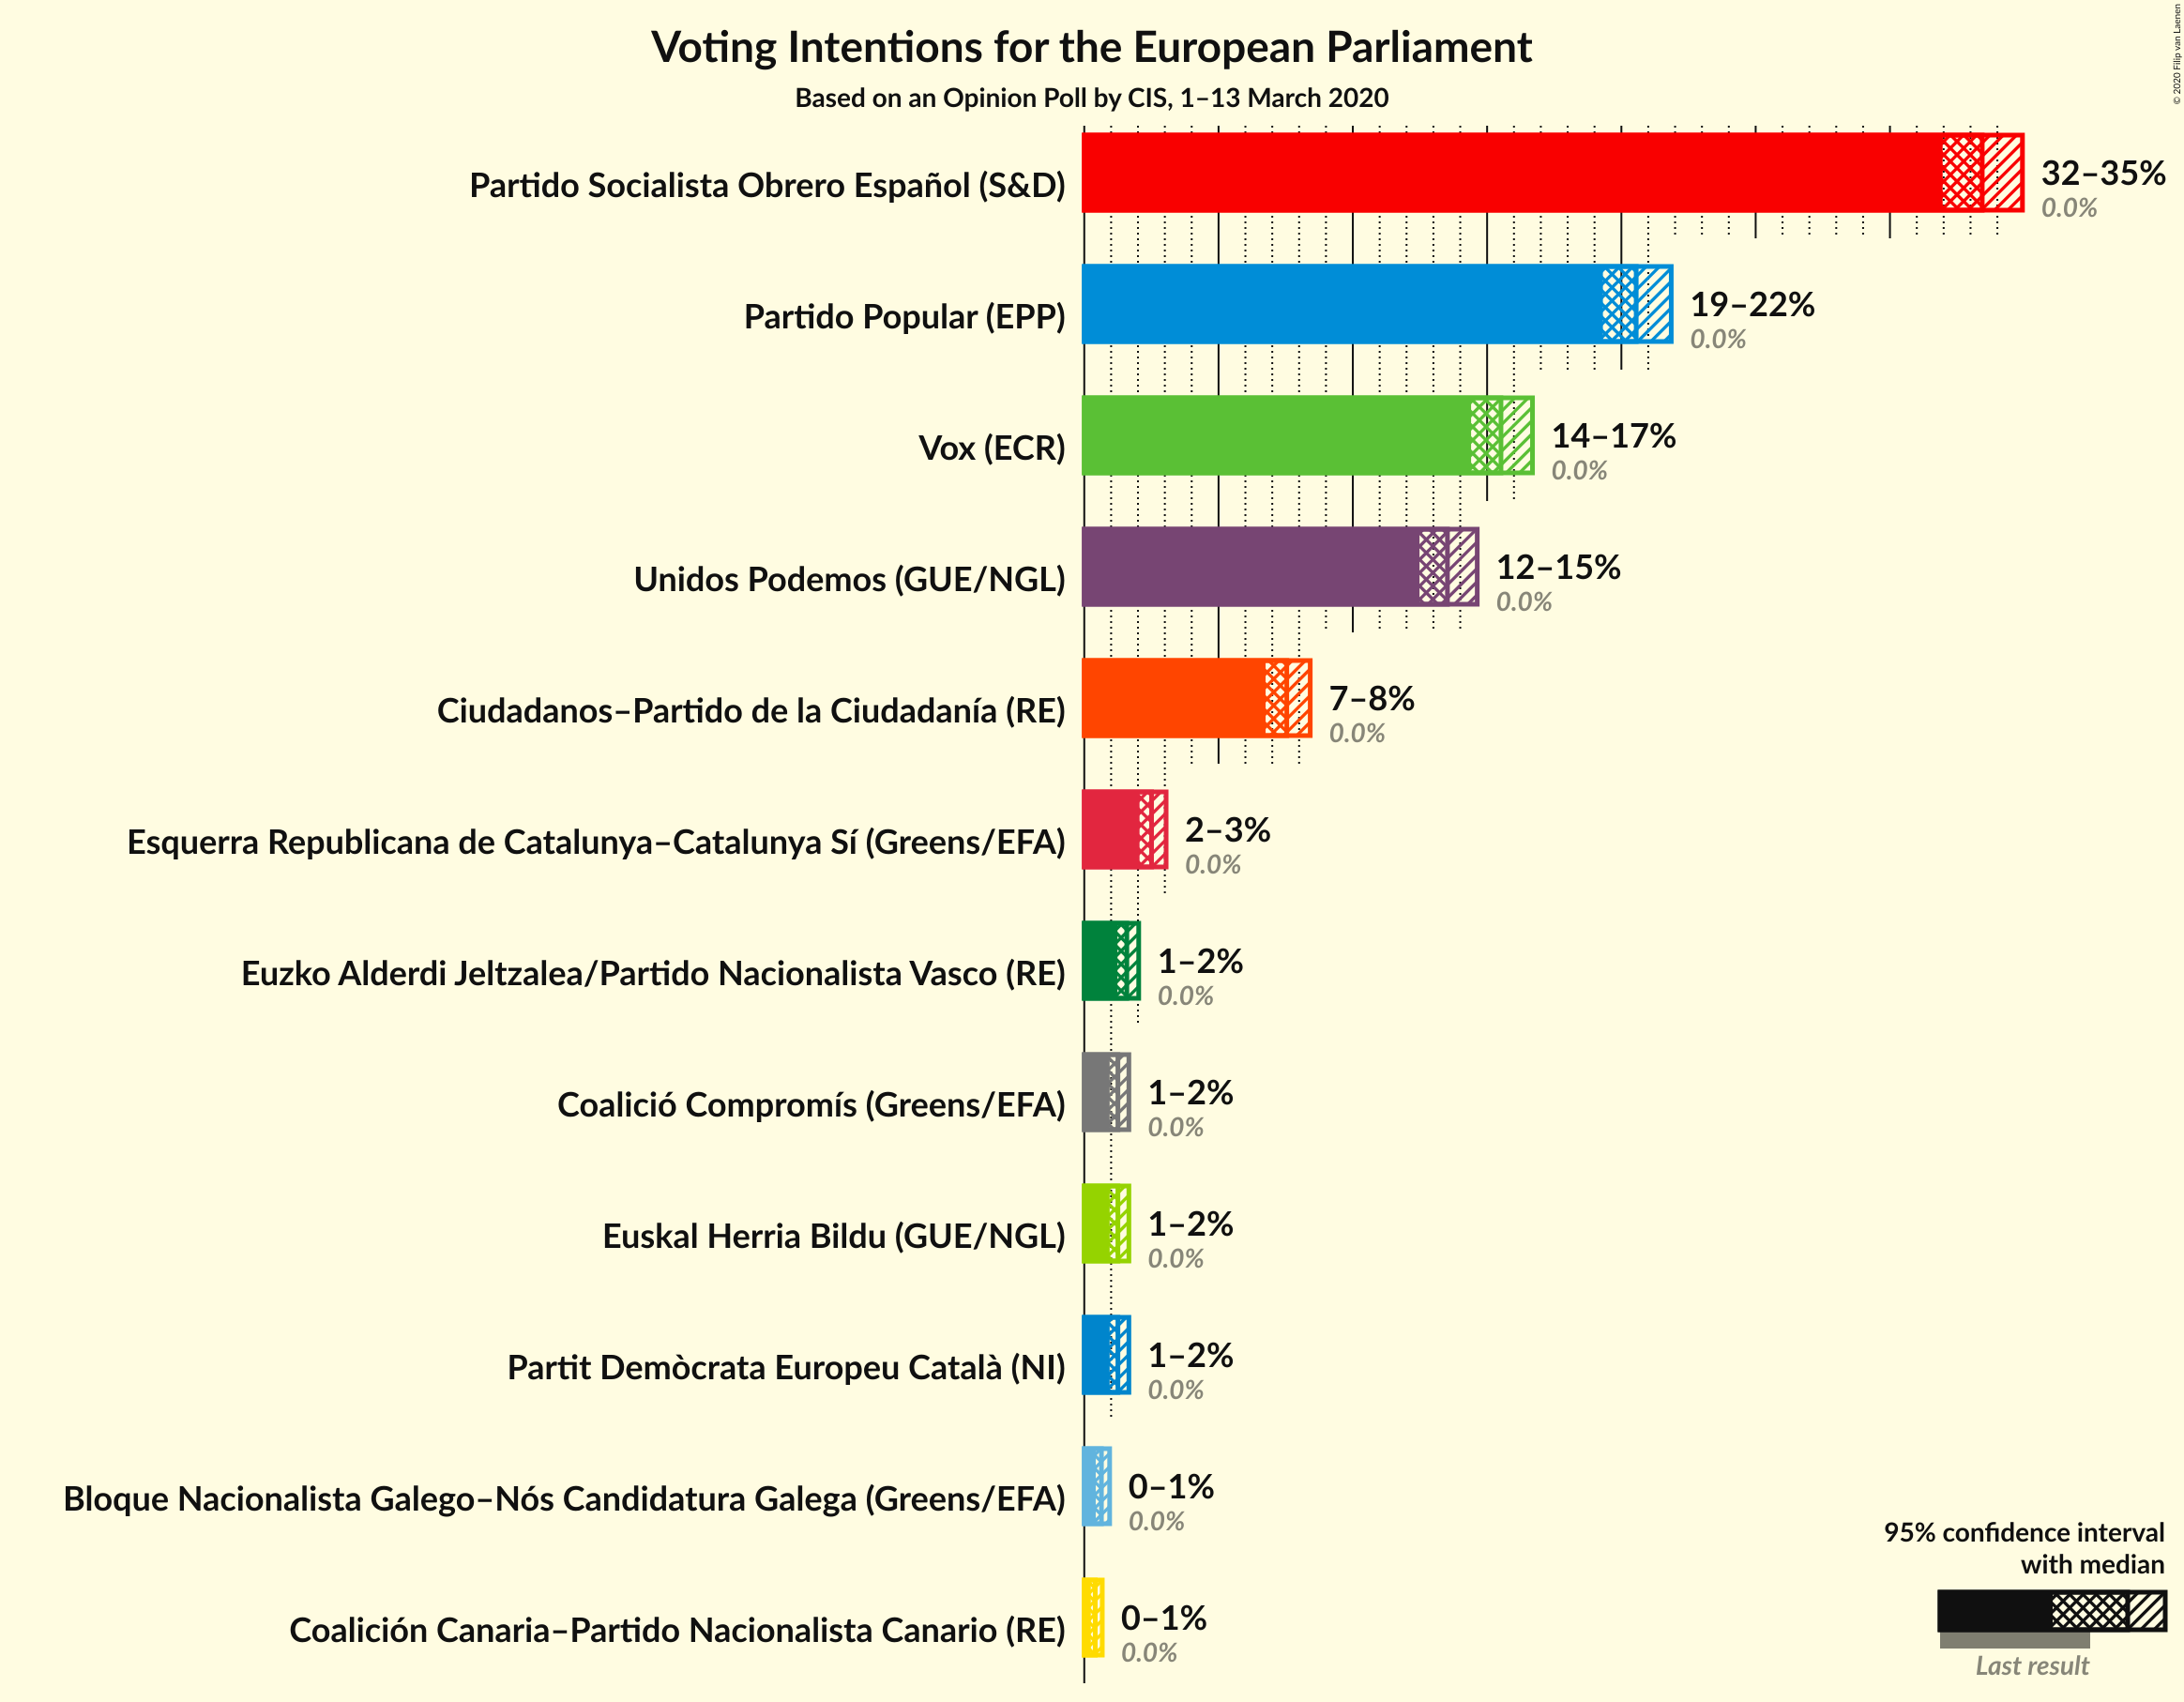 Voting Intentions for the European Parliament
Based on an Opinion Poll by CIS, 1–13 March 2020
© 2020 Filip van Laenen
Partido Socialista Obrero Español (S&D)
32–35%
0.0%
Partido Popular (EPP)
19–22%
0.0%
Vox (ECR)
14–17%
0.0%
Unidos Podemos (GUE/NGL)
12–15%
0.0%
Ciudadanos–Partido de la Ciudadanía (RE)
7–8%
0.0%
Esquerra Republicana de Catalunya–Catalunya Sí (Greens/EFA)
2–3%
0.0%
Euzko Alderdi Jeltzalea/Partido Nacionalista Vasco (RE)
1–2%
0.0%
Coalició Compromís (Greens/EFA)
1–2%
0.0%
Euskal Herria Bildu (GUE/NGL)
1–2%
0.0%
Partit Demòcrata Europeu Català (NI)
1–2%
0.0%
Bloque Nacionalista Galego–Nós Candidatura Galega (Greens/EFA)
0–1%
0.0%
Coalición Canaria–Partido Nacionalista Canario (RE)
0–1%
0.0%
95% confidence interval
with median
Last result